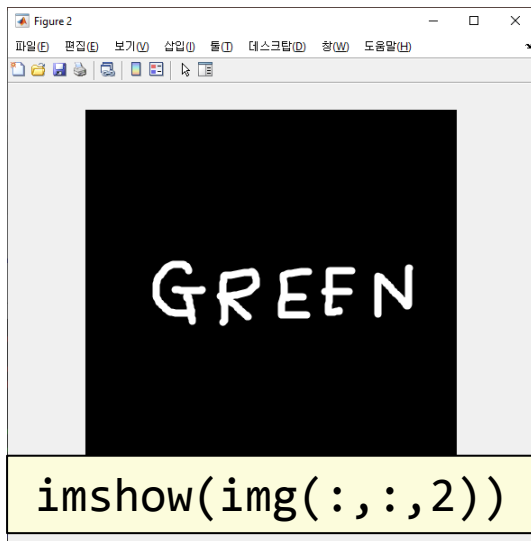 Figure 2
파일(F) 편집(E) 보기(V) 삽입(I) 툴(T) 데스크탑(D) 창(W) 도움말(H)
GREEN
imshow(img(:,:,2))